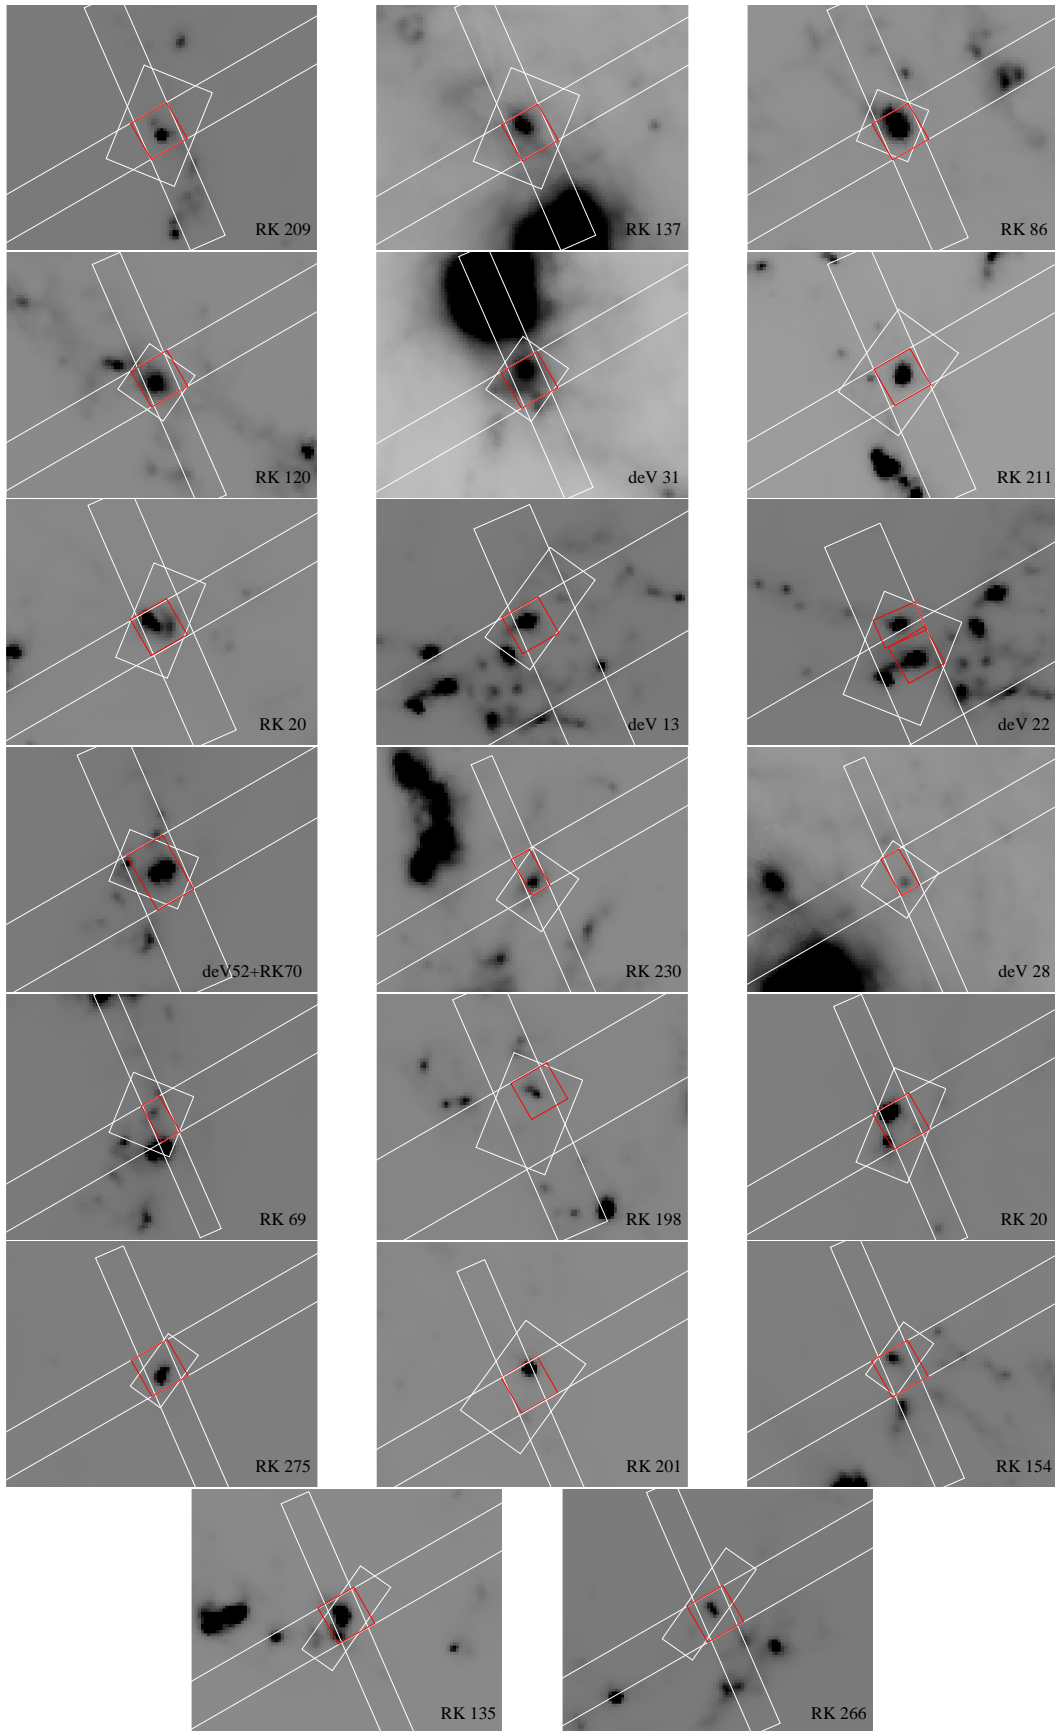 RK 209
RK 137
RK 86
RK 120
deV 31
RK 211
RK 20
deV 13
deV 22
deV52+RK70
RK 230
deV 28
RK 69
RK 198
RK 20
RK 275
RK 201
RK 154
RK 135
RK 266